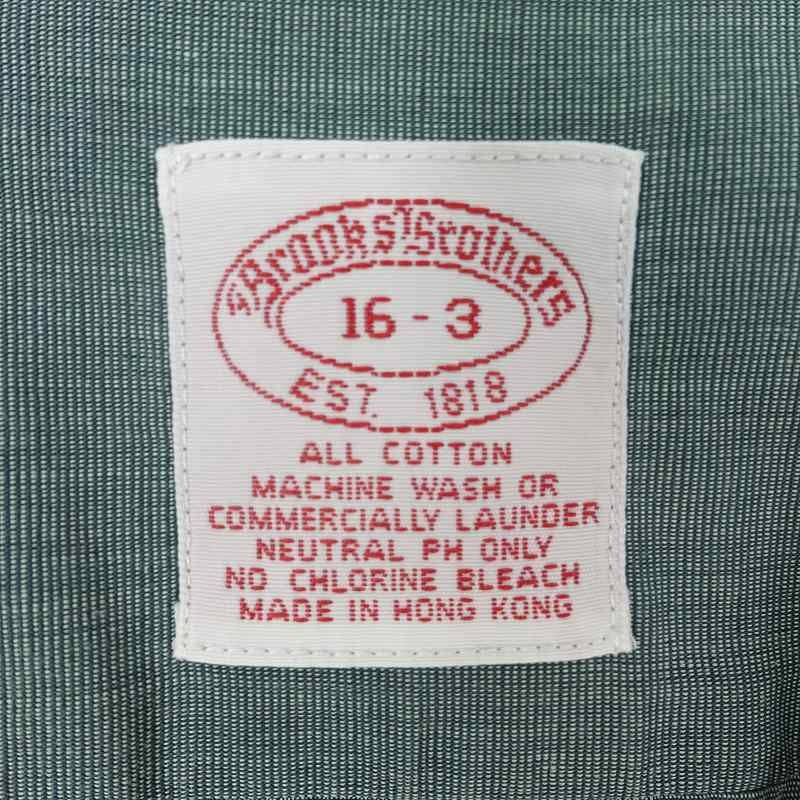 Brooks Brothers
16 - 3
EST. 1818
ALL COTTON
MACHINE WASH OR
COMMERCIALLY LAUNDER
NEUTRAL PH ONLY
NO CHLORINE BLEACH
MADE IN HONG KONG